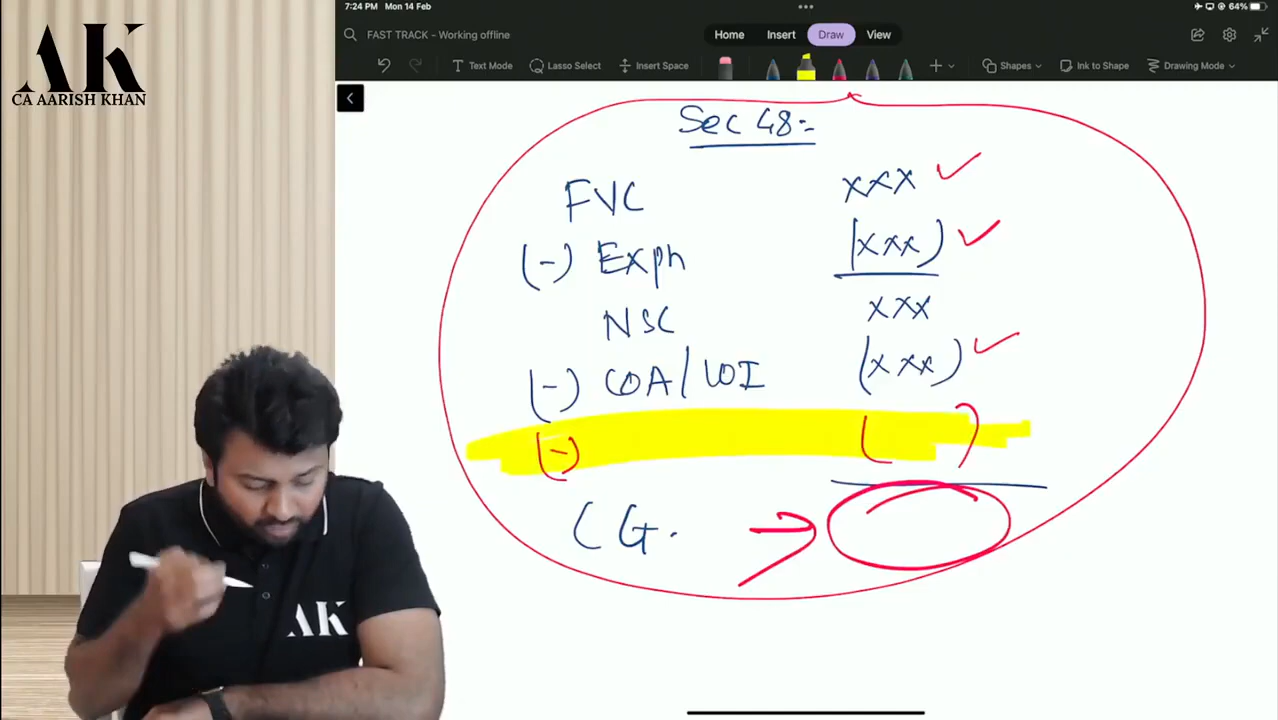 7:24 PM Mon 14 Feb
64%
FAST TRACK - Working offline
Home Insert Draw View
Text Mode Lasso Select Insert Space Shapes Ink to Shape Drawing Mode
AK
CA AARISH KHAN
Sec 48:-
FVC xxx
(-) Exph (xxx)
NSC xxx
(-) COA/COI (xxx)
(-) ( )
CG.
AK